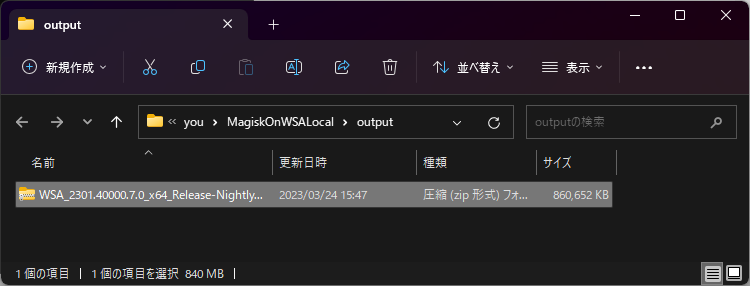 output
新規作成
並べ替え
表示
you MagiskOnWSALocal output
outputの検索
名前 更新日時 種類 サイズ
WSA_2301.40000.7.0_x64_Release-Nightly... 2023/03/24 15:47 圧縮 (zip 形式) フォ... 860,652 KB
1 個の項目 1 個の項目を選択 840 MB